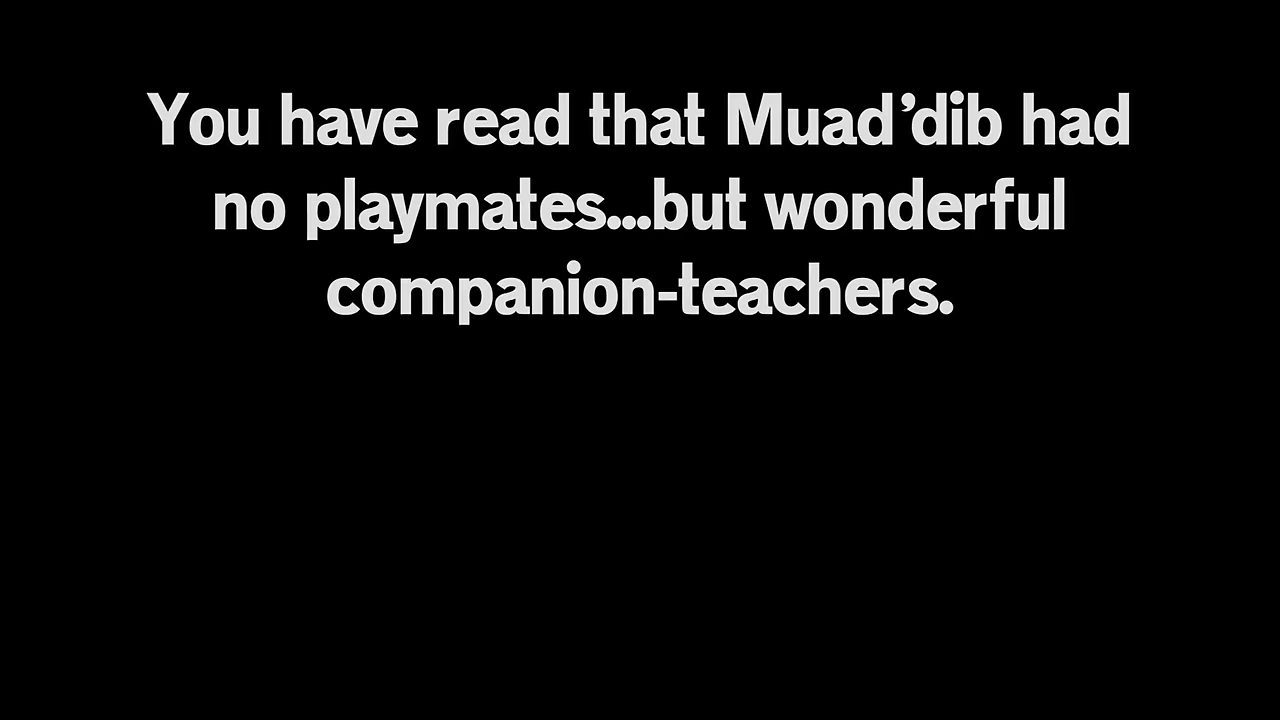 You have read that Muad’dib had
no playmates...but wonderful
companion-teachers.